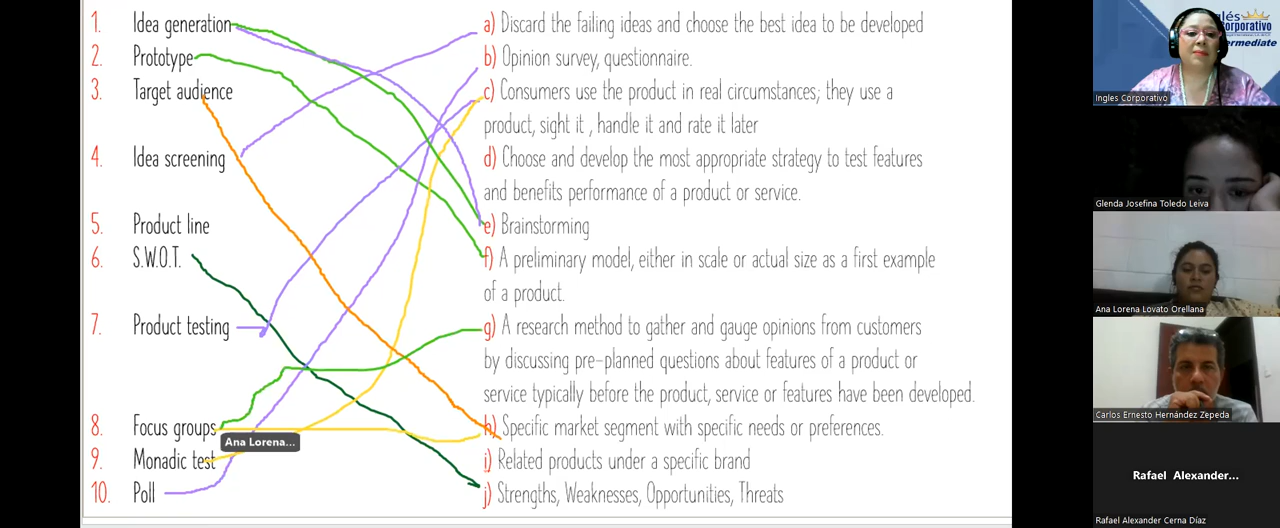 1. Idea generation
2. Prototype
3. Target audience
4. Idea screening
5. Product line
6. S.W.O.T.
7. Product testing
8. Focus groups
Ana Lorena...
9. Monadic test
10. Poll
a) Discard the failing ideas and choose the best idea to be developed
b) Opinion survey, questionnaire.
c) Consumers use the product in real circumstances; they use a
product, sight it , handle it and rate it later
d) Choose and develop the most appropriate strategy to test features
and benefits performance of a product or service.
e) Brainstorming
f) A preliminary model, either in scale or actual size as a first example
of a product.
g) A research method to gather and gauge opinions from customers
by discussing pre-planned questions about features of a product or
service typically before the product, service or features have been developed.
h) Specific market segment with specific needs or preferences.
i) Related products under a specific brand
j) Strengths, Weaknesses, Opportunities, Threats
Ingles Corporativo
Glenda Josefina Toledo Leiva
Ana Lorena Lovato Orellana
Carlos Ernesto Hernández Zepeda
Rafael Alexander...
Rafael Alexander Cerna Díaz